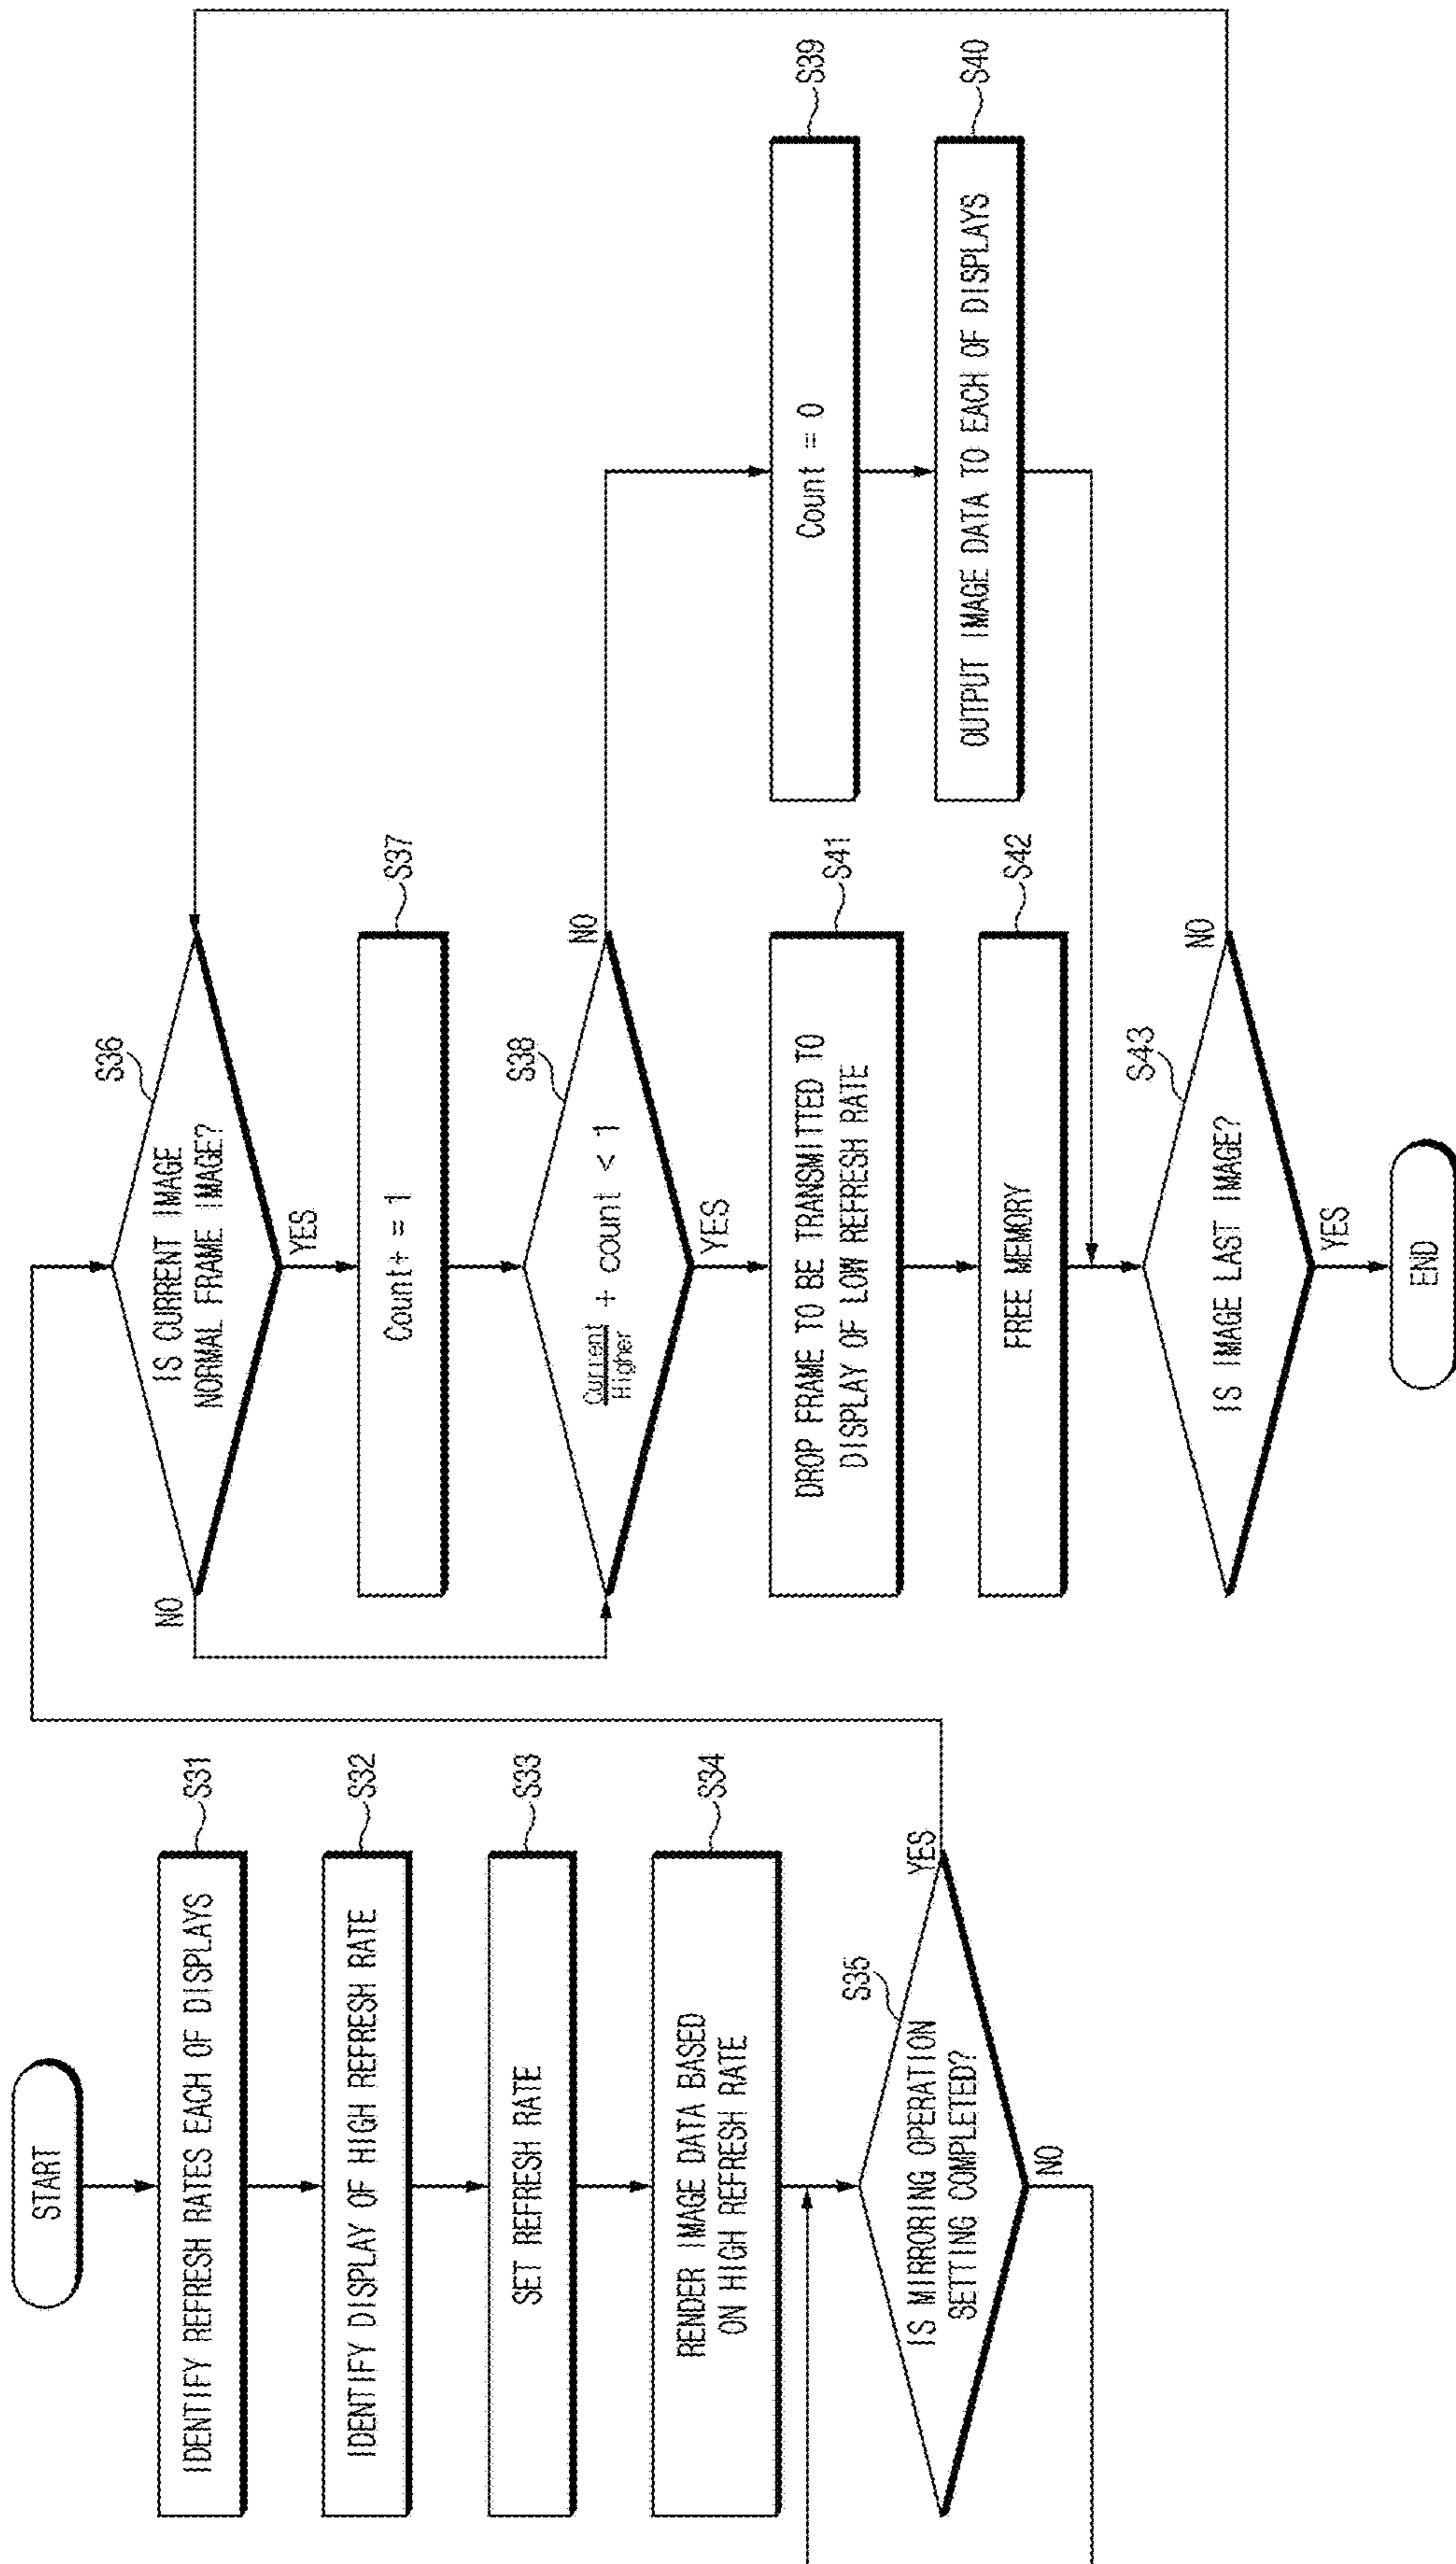 START
IDENTIFY REFRESH RATES EACH OF DISPLAYS
S31
IDENTIFY DISPLAY OF HIGH REFRESH RATE
S32
SET REFRESH RATE
S33
RENDER IMAGE DATA BASED
ON HIGH REFRESH RATE
S34
S35
IS MIRRORING OPERATION
SETTING COMPLETED?
YES
NO
S36
IS CURRENT IMAGE
NORMAL FRAME IMAGE?
NO
YES
Count+ = 1
S37
S38
Current
Higher
+ count < 1
NO
YES
Count = 0
S39
OUTPUT IMAGE DATA TO EACH OF DISPLAYS
S40
DROP FRAME TO BE TRANSMITTED TO
DISPLAY OF LOW REFRESH RATE
S41
FREE MEMORY
S42
S43
IS IMAGE LAST IMAGE?
NO
YES
END